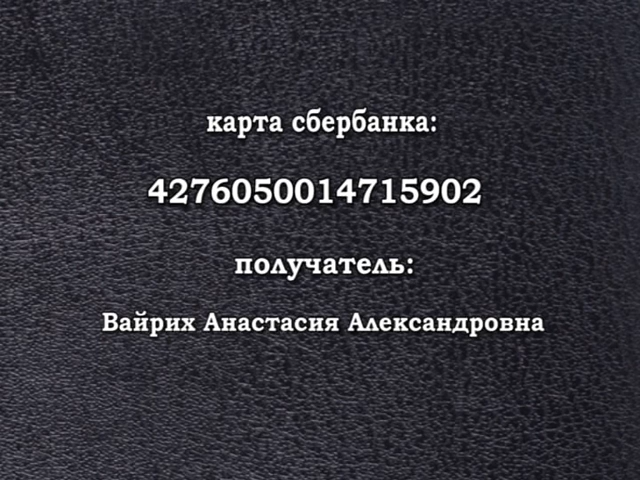 карта сбербанка:
4276050014715902
получатель:
Вайрих Анастасия Александровна